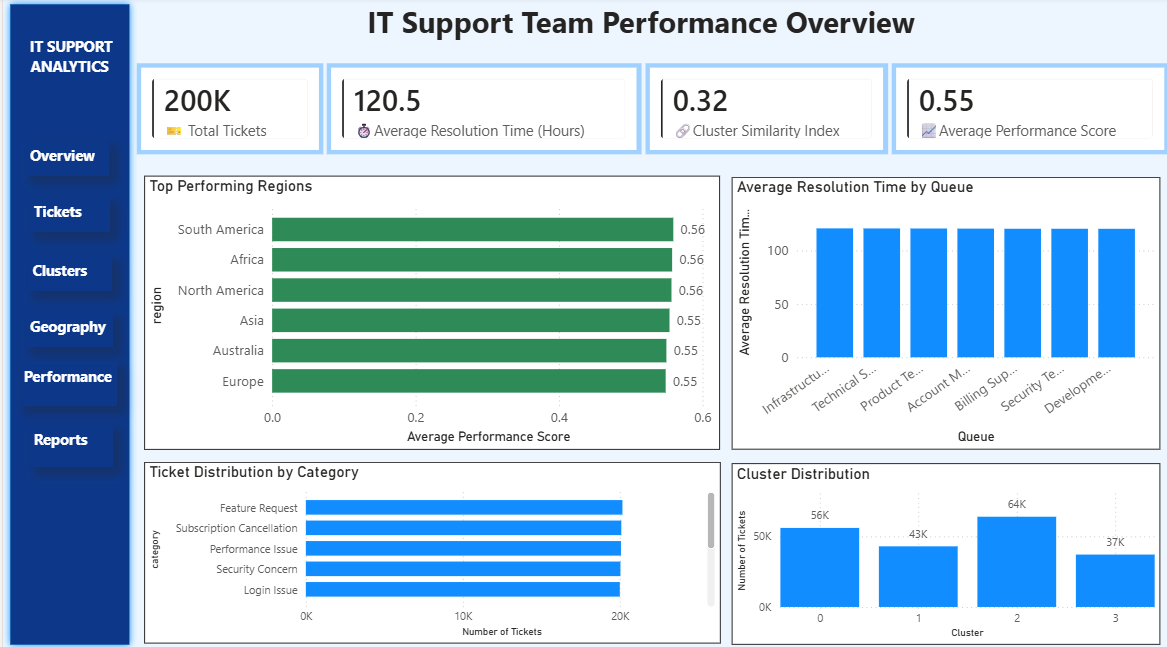 IT Support Team Performance Overview
IT SUPPORT
ANALYTICS
Overview
Tickets
Clusters
Geography
Performance
Reports
200K
Total Tickets
120.5
Average Resolution Time (Hours)
0.32
Cluster Similarity Index
0.55
Average Performance Score
Top Performing Regions
region
South America
0.56
Africa
0.56
North America
0.56
Asia
0.55
Australia
0.55
Europe
0.55
0.0 0.2 0.4 0.6
Average Performance Score
Average Resolution Time by Queue
Average Resolution Tim...
100
50
0
Infrastructu...
Technical S...
Product Te...
Account M...
Billing Sup...
Security Te...
Developme...
Queue
Ticket Distribution by Category
category
Feature Request
Subscription Cancellation
Performance Issue
Security Concern
Login Issue
0K 10K 20K
Number of Tickets
Cluster Distribution
Number of Tickets
50K
0K
56K
43K
64K
37K
0 1 2 3
Cluster